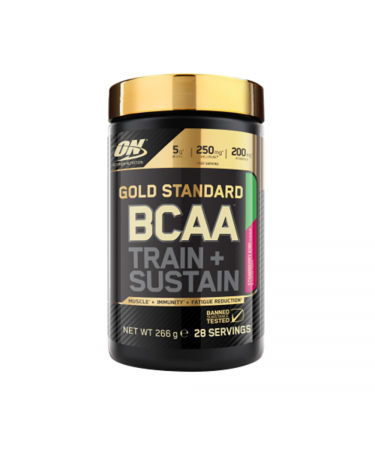 ON
5g 250mg 200mg
GOLD STANDARD
BCAA
TRAIN +
SUSTAIN
MUSCLE* + IMMUNITY* + FATIGUE REDUCTION*
BANNED
TESTED
NET WT 266 g e 28 SERVINGS